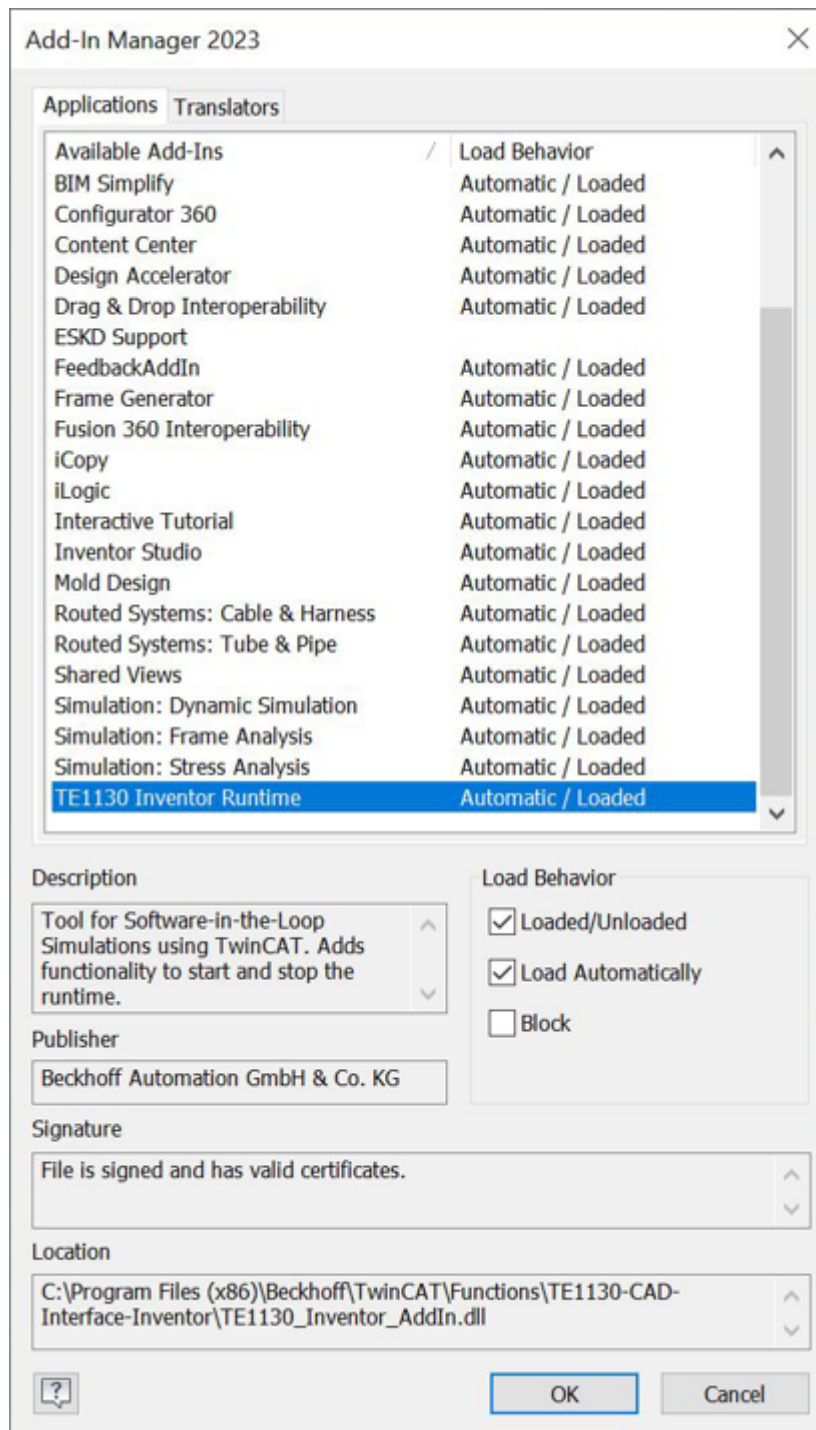 Add-In Manager 2023
Applications Translators
Available Add-Ins / Load Behavior
BIM Simplify Automatic / Loaded
Configurator 360 Automatic / Loaded
Content Center Automatic / Loaded
Design Accelerator Automatic / Loaded
Drag & Drop Interoperability Automatic / Loaded
ESKD Support
FeedbackAddIn Automatic / Loaded
Frame Generator Automatic / Loaded
Fusion 360 Interoperability Automatic / Loaded
iCopy Automatic / Loaded
iLogic Automatic / Loaded
Interactive Tutorial Automatic / Loaded
Inventor Studio Automatic / Loaded
Mold Design Automatic / Loaded
Routed Systems: Cable & Harness Automatic / Loaded
Routed Systems: Tube & Pipe Automatic / Loaded
Shared Views Automatic / Loaded
Simulation: Dynamic Simulation Automatic / Loaded
Simulation: Frame Analysis Automatic / Loaded
Simulation: Stress Analysis Automatic / Loaded
TE1130 Inventor Runtime Automatic / Loaded
Description
Tool for Software-in-the-Loop
Simulations using TwinCAT. Adds
functionality to start and stop the
runtime.
Load Behavior
Loaded/Unloaded
Load Automatically
Block
Publisher
Beckhoff Automation GmbH & Co. KG
Signature
File is signed and has valid certificates.
Location
C:\Program Files (x86)\Beckhoff\TwinCAT\Functions\TE1130-CAD-
Interface-Inventor\TE1130_Inventor_AddIn.dll
?
OK Cancel